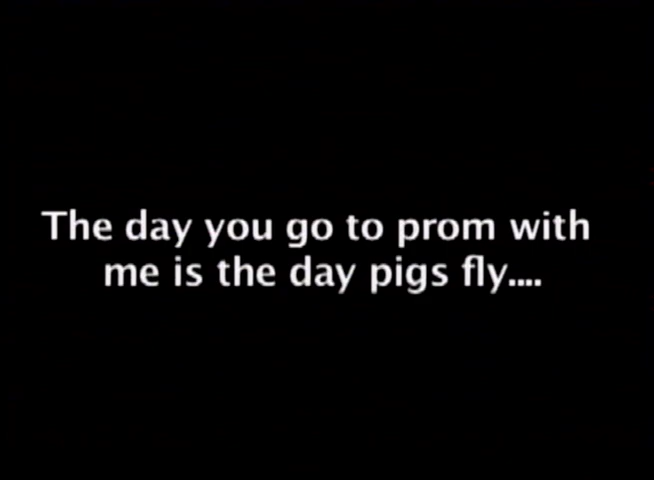 The day you go to prom with
me is the day pigs fly....